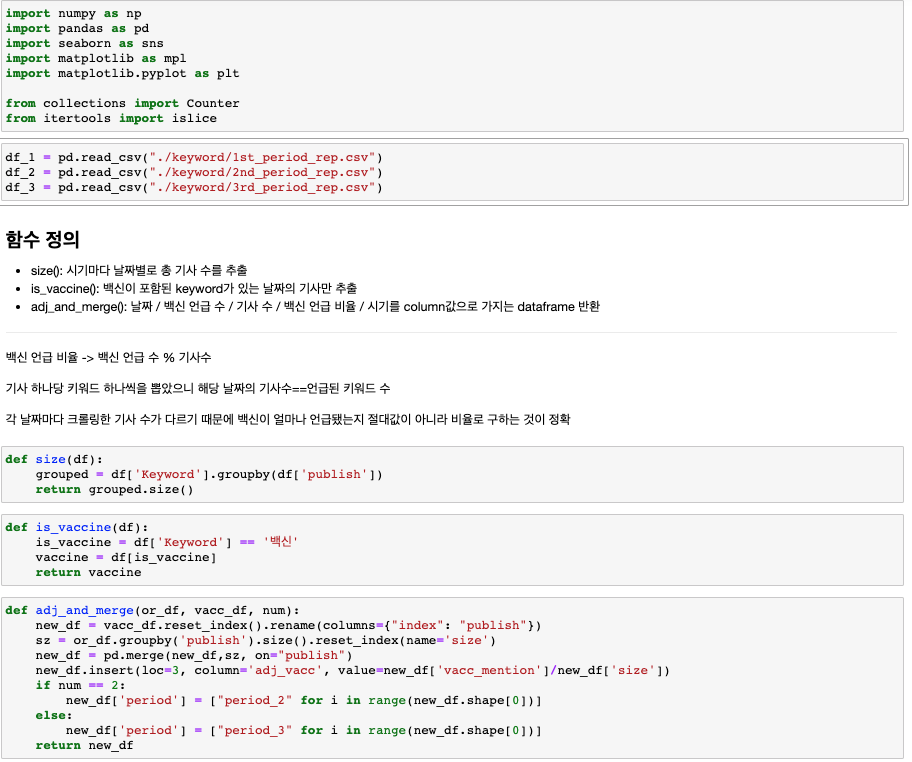 import numpy as np
import pandas as pd
import seaborn as sns
import matplotlib as mpl
import matplotlib.pyplot as plt
from collections import Counter
from itertools import islice
df_1 = pd.read_csv("./keyword/1st_period_rep.csv")
df_2 = pd.read_csv("./keyword/2nd_period_rep.csv")
df_3 = pd.read_csv("./keyword/3rd_period_rep.csv")
함수 정의
• size(): 시기마다 날짜별로 총 기사 수를 추출
• is_vaccine(): 백신이 포함된 keyword가 있는 날짜의 기사만 추출
• adj_and_merge(): 날짜 / 백신 언급 수 / 기사 수 / 백신 언급 비율 / 시기를 column값으로 가지는 dataframe 반환
백신 언급 비율 -> 백신 언급 수 % 기사수
기사 하나당 키워드 하나씩을 뽑았으니 해당 날짜의 기사수==언급된 키워드 수
각 날짜마다 크롤링한 기사 수가 다르기 때문에 백신이 얼마나 언급됐는지 절대값이 아니라 비율로 구하는 것이 정확
def size(df):
    grouped = df['Keyword'].groupby(df['publish'])
    return grouped.size()
def is_vaccine(df):
    is_vaccine = df['Keyword'] == '백신'
    vaccine = df[is_vaccine]
    return vaccine
def adj_and_merge(or_df, vacc_df, num):
    new_df = vacc_df.reset_index().rename(columns={"index": "publish"})
    sz = or_df.groupby('publish').size().reset_index(name='size')
    new_df = pd.merge(new_df,sz, on="publish")
    new_df.insert(loc=3, column='adj_vacc', value=new_df['vacc_mention']/new_df['size'])
    if num == 2:
        new_df['period'] = ["period_2" for i in range(new_df.shape[0])]
    else:
        new_df['period'] = ["period_3" for i in range(new_df.shape[0])]
    return new_df